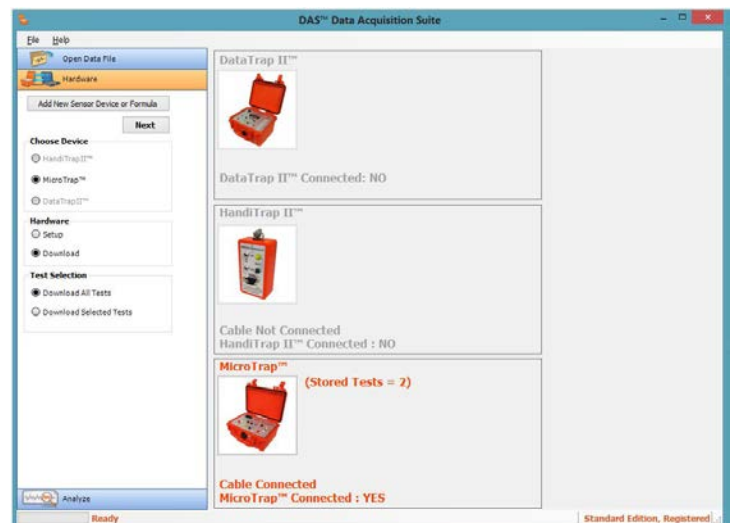 DAS™ Data Acquisition Suite
File Help
Open Data File
Hardware
Add New Sensor Device or Formula
Next
Choose Device
HandiTrapII™
MicroTrap™
DataTrapII™
Hardware
Setup
Download
Test Selection
Download All Tests
Download Selected Tests
Analyze
DataTrap II™
DataTrap II™ Connected: NO
HandiTrap II™
Cable Not Connected
HandiTrap II™ Connected : NO
MicroTrap™
(Stored Tests = 2)
Cable Connected
MicroTrap™ Connected : YES
Ready
Standard Edition, Registered